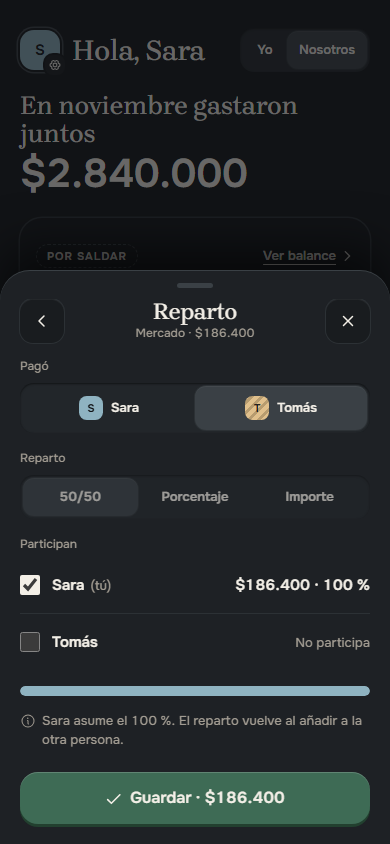 S
Hola, Sara
Yo
Nosotros
En noviembre gastaron
juntos
$2.840.000
POR SALDAR
Ver balance
Reparto
Mercado · $186.400
Pagó
S Sara
T Tomás
Reparto
50/50
Porcentaje
Importe
Participan
Sara (tú)
$186.400 · 100 %
Tomás
No participa
Sara asume el 100 %. El reparto vuelve al añadir a la
otra persona.
Guardar · $186.400